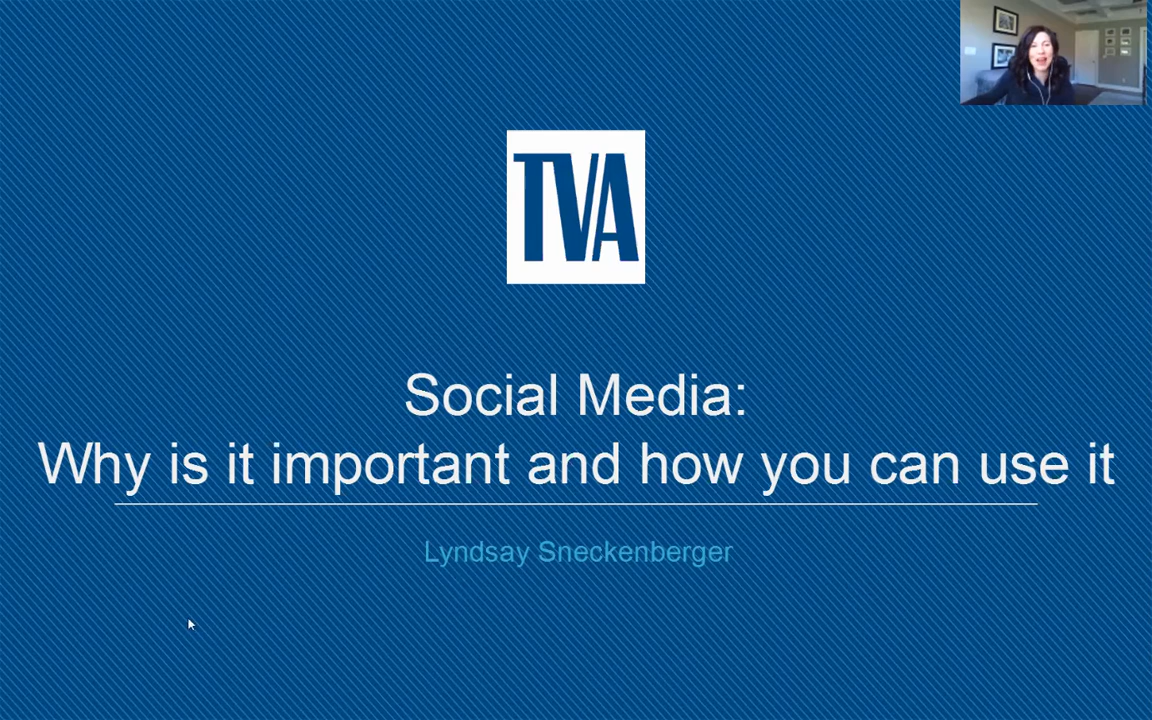 TVA
Social Media:
Why is it important and how you can use it
Lyndsay Sneckenberger